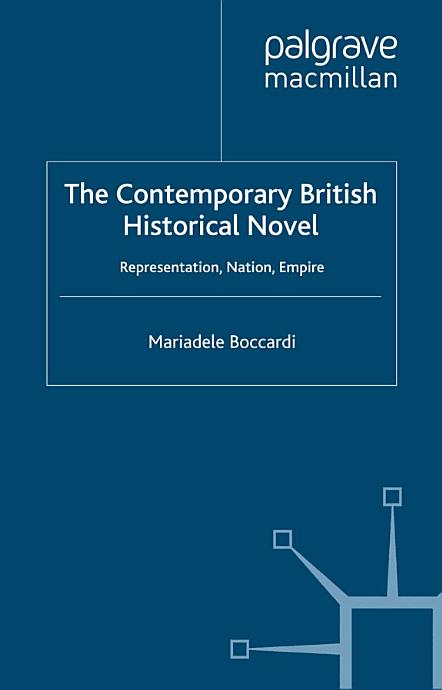 palgrave
macmillan
The Contemporary British
Historical Novel
Representation, Nation, Empire
Mariadele Boccardi